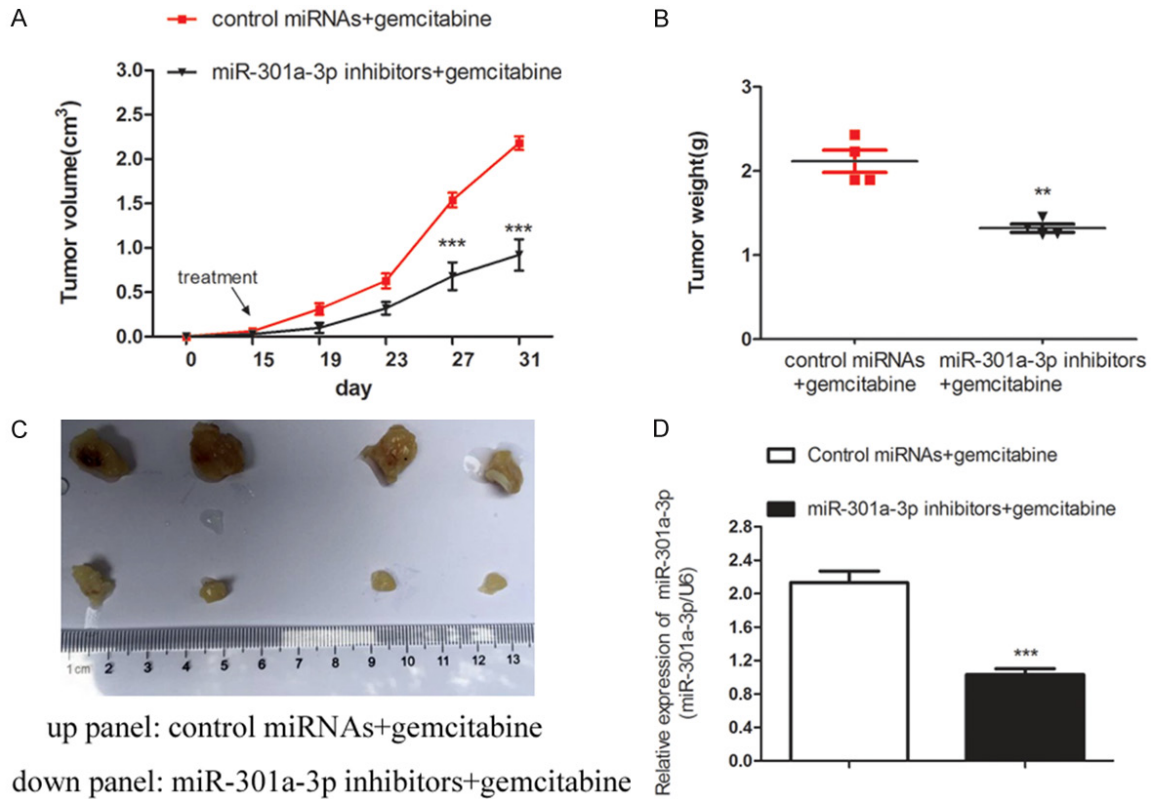 A
control miRNAs+gemcitabine
miR-301a-3p inhibitors+gemcitabine
Tumor volume(cm3)
3.0
2.5
2.0
1.5
1.0
0.5
0.0
treatment
***
***
0 15 19 23 27 31
day
B
Tumor weight(g)
3
2
1
0
**
control miRNAs
+gemcitabine
miR-301a-3p inhibitors
+gemcitabine
C
1cm 2 3 4 5 6 7 8 9 10 11 12 13
up panel: control miRNAs+gemcitabine
down panel: miR-301a-3p inhibitors+gemcitabine
D
Control miRNAs+gemcitabine
miR-301a-3p inhibitors+gemcitabine
Relative expression of miR-301a-3p
(miR-301a-3p/U6)
2.8
2.4
2.0
1.6
1.2
0.8
0.4
0.0
***